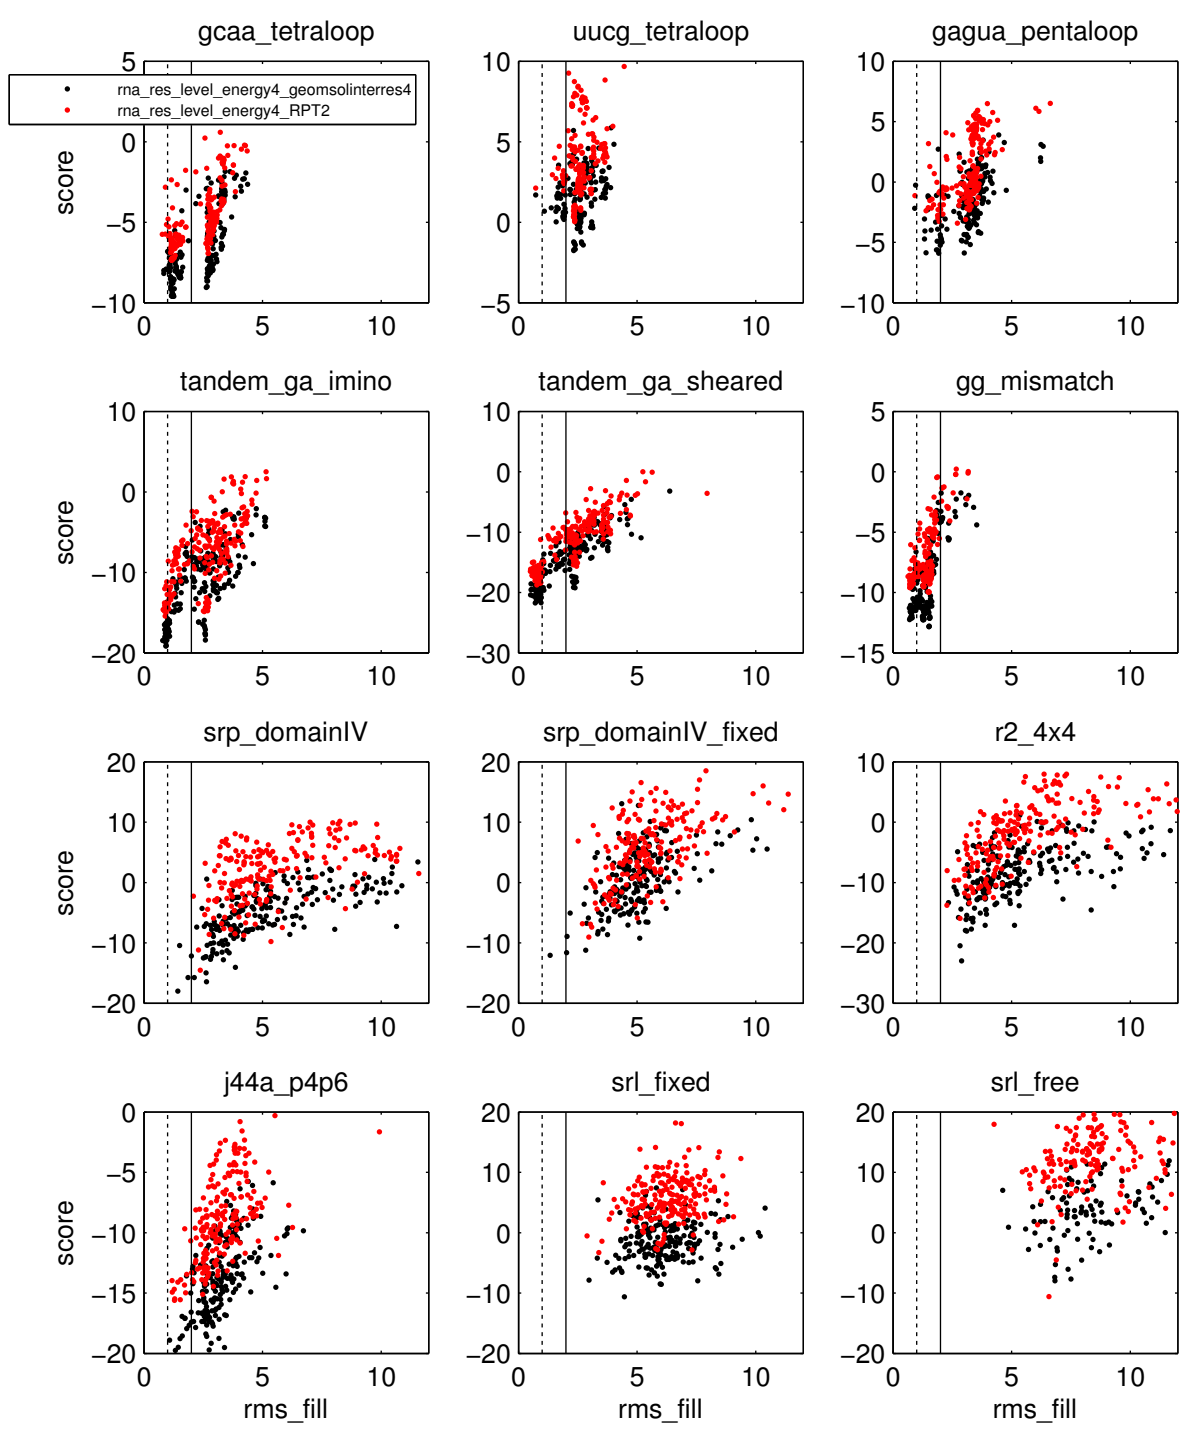 gcaa_tetraloop uucg_tetraloop gagua_pentaloop
5 10 10
rna_res_level_energy4_geomsolinterres4
rna_res_level_energy4_RPT2
0 5 5
score
−5 0 0
−5
−10 −5 −10
0 5 10 0 5 10 0 5 10
tandem_ga_imino tandem_ga_sheared gg_mismatch
10 10 5
0 0 0
score
−10 −10 −5
−20 −10
−20 −30 −15
0 5 10 0 5 10 0 5 10
srp_domainIV srp_domainIV_fixed r2_4x4
20 20 10
10 10 0
score
0 0 −10
−10 −10 −20
−20 −20 −30
0 5 10 0 5 10 0 5 10
j44a_p4p6 srl_fixed srl_free
0 20 20
−5 10 10
score
−10 0 0
−15 −10 −10
−20 −20 −20
0 5 10 0 5 10 0 5 10
rms_fill rms_fill rms_fill